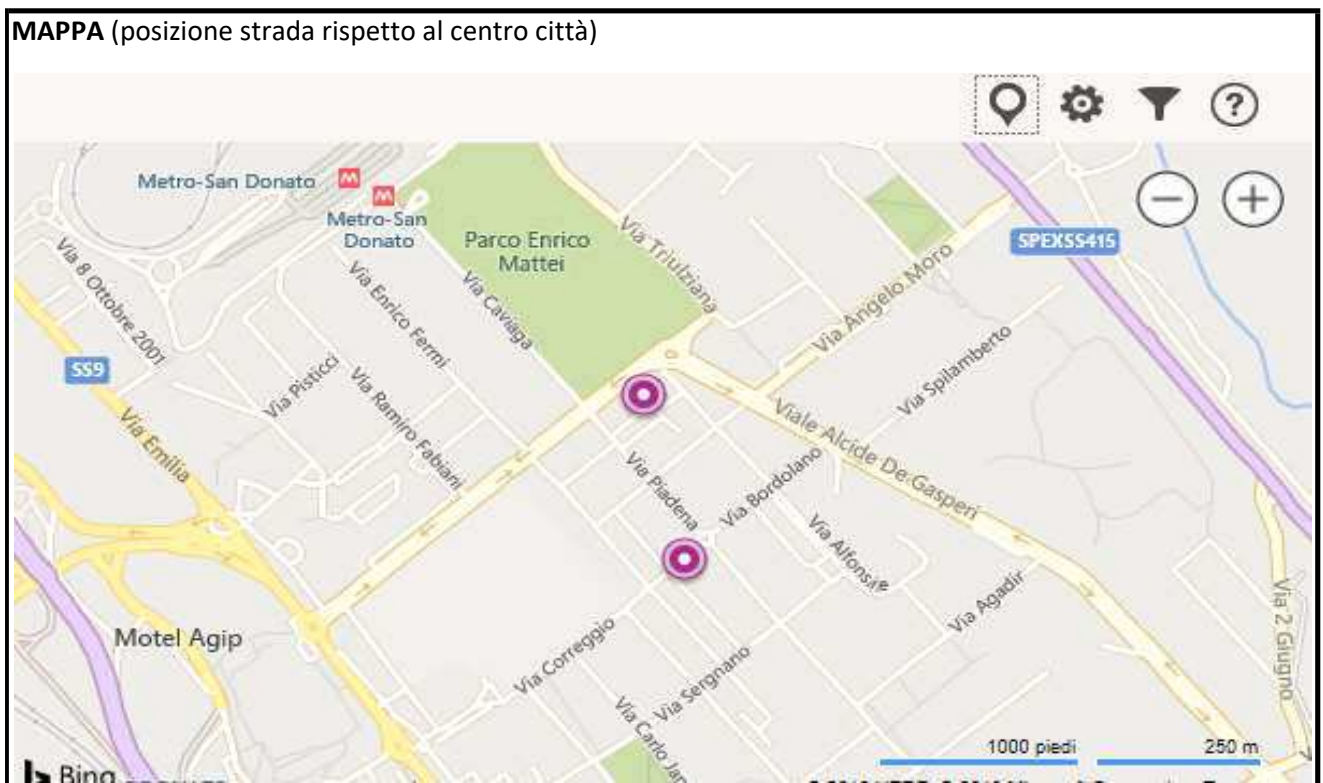 MAPPA (posizione strada rispetto al centro città)
?
Metro-San Donato
M
M
Metro-San
Donato
Parco Enrico
Mattei
Via Triulziana
SPEXSS415
Via 8 Ottobre 2001
Via Enrico Fermi
Via Caviaga
Via Angelo Moro
SS9
Via Pisticci
Via Ramiro Fabiani
Via Spilamberto
Via Emilia
Viale Alcide De Gasperi
Via Piadena
Via Bordolano
Via Alfonsine
Via Agadir
Via 2 Giugno
Motel Agip
Via Correggio
Via Sergnano
Via Carlo
1000 piedi
250 m
Bing